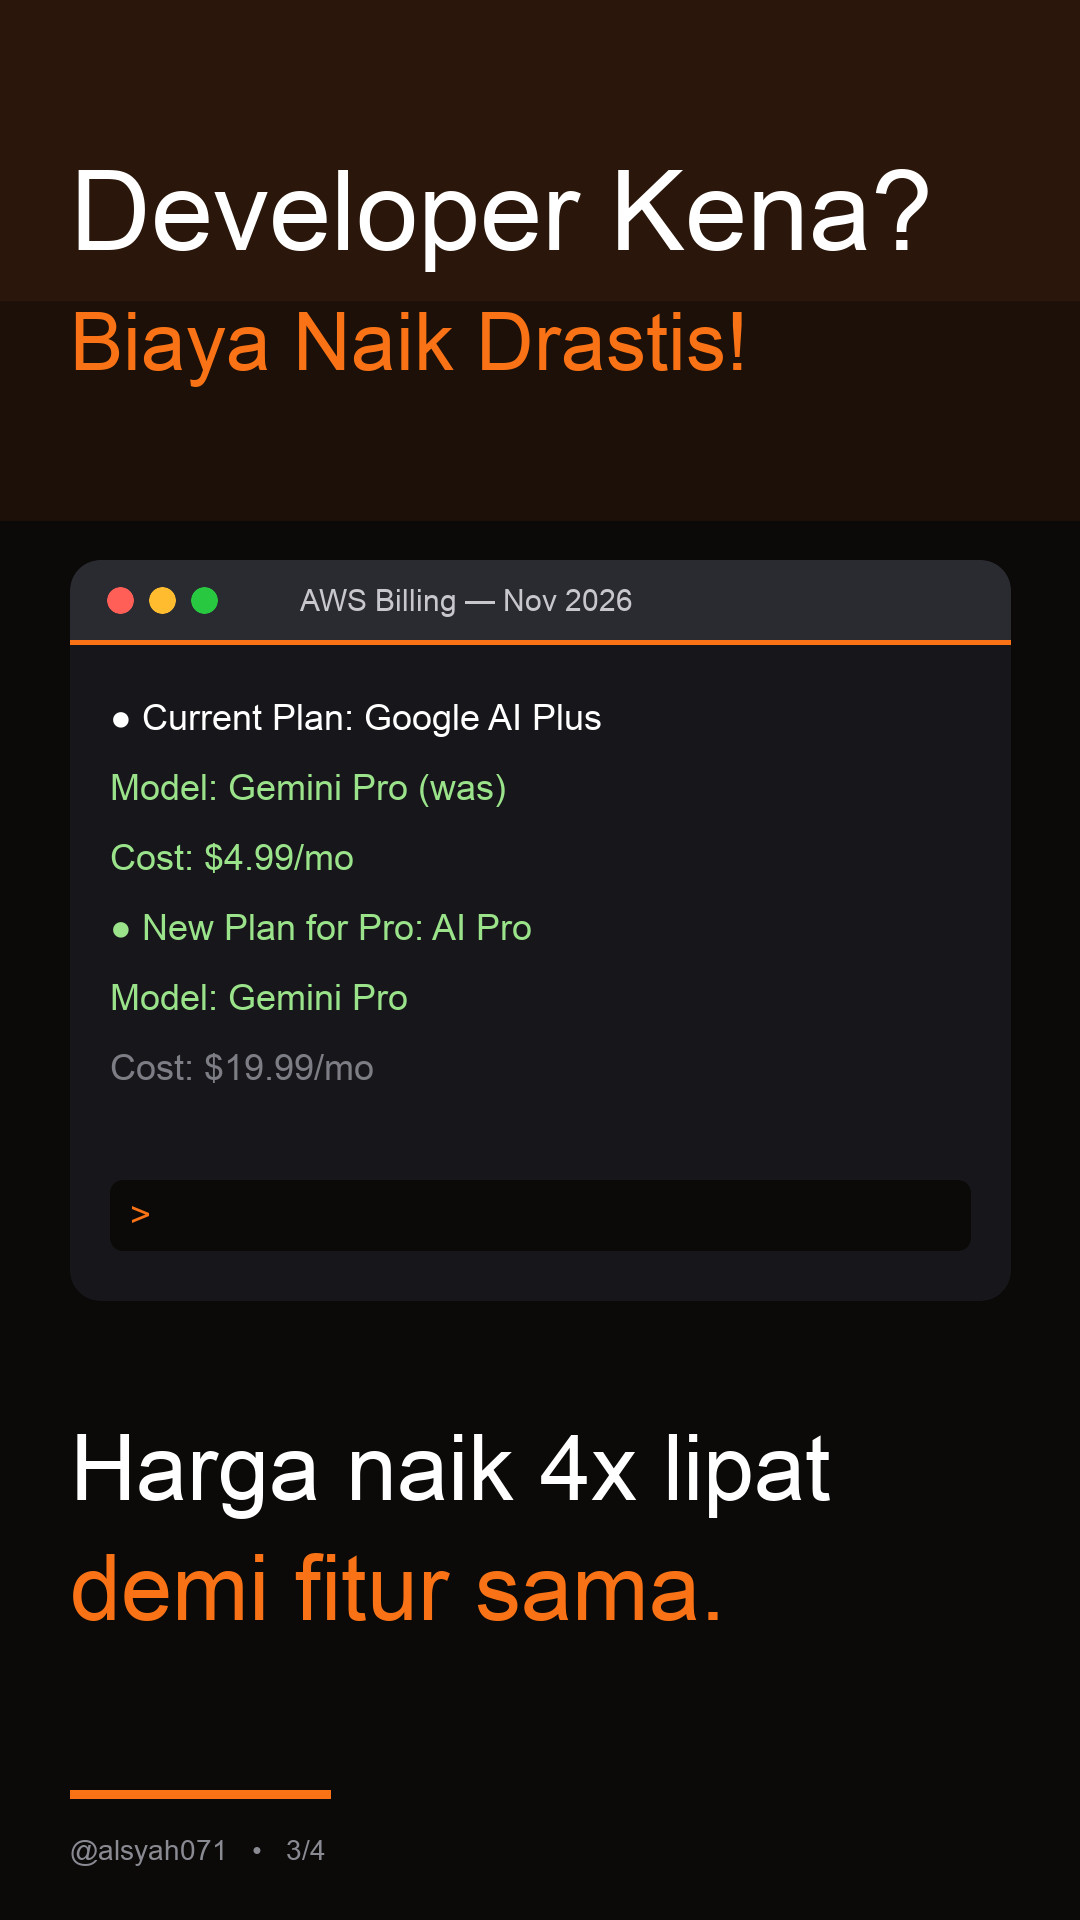 Developer Kena?
Biaya Naik Drastis!
AWS Billing — Nov 2026
● Current Plan: Google AI Plus
Model: Gemini Pro (was)
Cost: $4.99/mo
● New Plan for Pro: AI Pro
Model: Gemini Pro
Cost: $19.99/mo
>
Harga naik 4x lipat
demi fitur sama.
@alsyah071 • 3/4